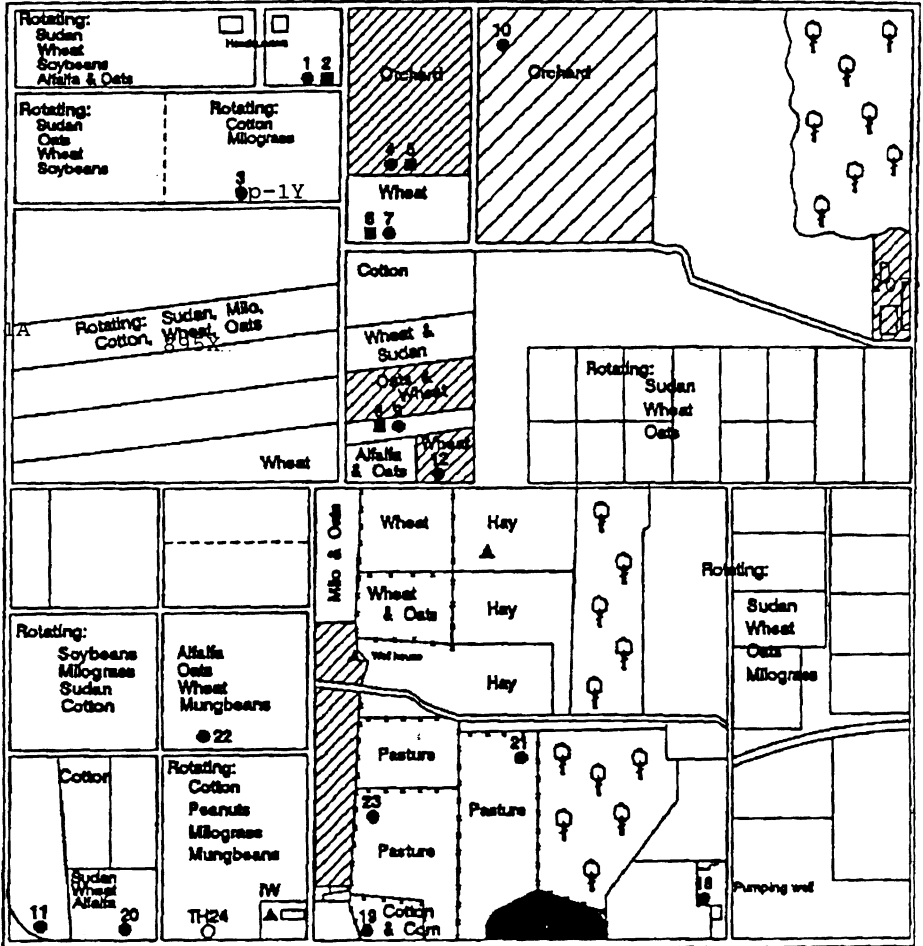 Rotating:
Sudan
Wheat
Soybeans
Alfalfa & Oats
1 2
Orchard
10
Orchard
Rotating:
Sudan
Oats
Wheat
Soybeans
Rotating:
Cotton
Milograss
3
p-1Y
4 5
Wheat
6 7
Cotton
Rotating: Sudan, Milo,
Cotton, Wheat, Oats
1A
895X
Wheat &
Sudan
Oats &
Wheat
8 9
Wheat
Alfalfa
& Oats
12
Wheat
Rotating:
Sudan
Wheat
Oats
Milo & Oats
Wheat
Hay
Wheat
& Oats
Hay
Well house
Hay
Rotating:
Sudan
Wheat
Oats
Milograss
Rotating:
Soybeans
Milograss
Sudan
Cotton
Alfalfa
Oats
Wheat
Mungbeans
22
Pasture
21
Pasture
23
Pasture
Cotton
Rotating:
Cotton
Peanuts
Milograss
Mungbeans
Sudan
Wheat
Alfalfa
11
20
TH24
IW
19
Cotton
& Corn
18
Pumping well